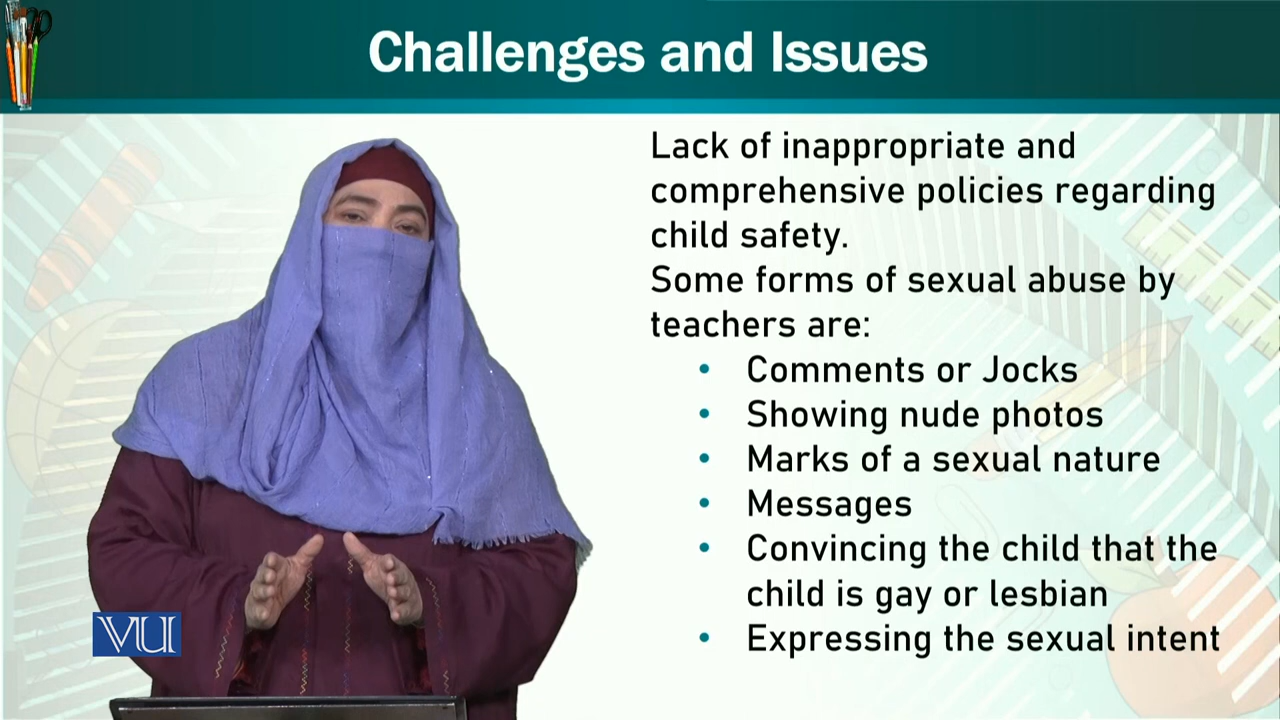 Challenges and Issues
Lack of inappropriate and
comprehensive policies regarding
child safety.
Some forms of sexual abuse by
teachers are:
• Comments or Jocks
• Showing nude photos
• Marks of a sexual nature
• Messages
• Convincing the child that the
child is gay or lesbian
• Expressing the sexual intent
VU